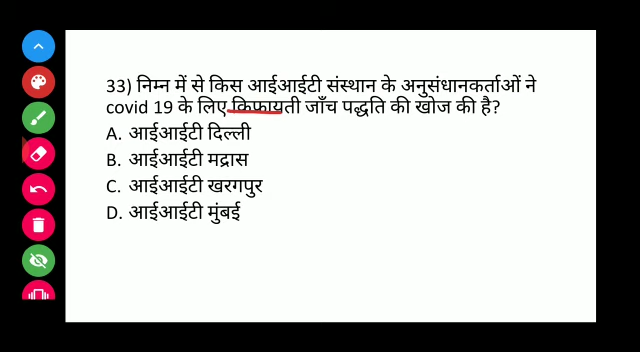 33) निम्न में से किस आईआईटी संस्थान के अनुसंधानकर्ताओं ने
covid 19 के लिए किफायती जाँच पद्धति की खोज की है?
A. आईआईटी दिल्ली
B. आईआईटी मद्रास
C. आईआईटी खरगपुर
D. आईआईटी मुंबई